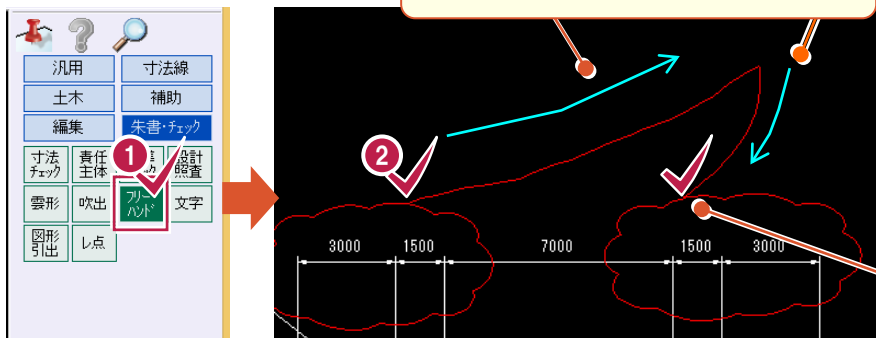 汎用 寸法線
土木 補助
編集 朱書・チェック
寸法 責任 設計
チェック 主体 照査
雲形 吹出 フリーハンド 文字
図形 レ点
引出
1
2
3000 1500 7000 1500 3000